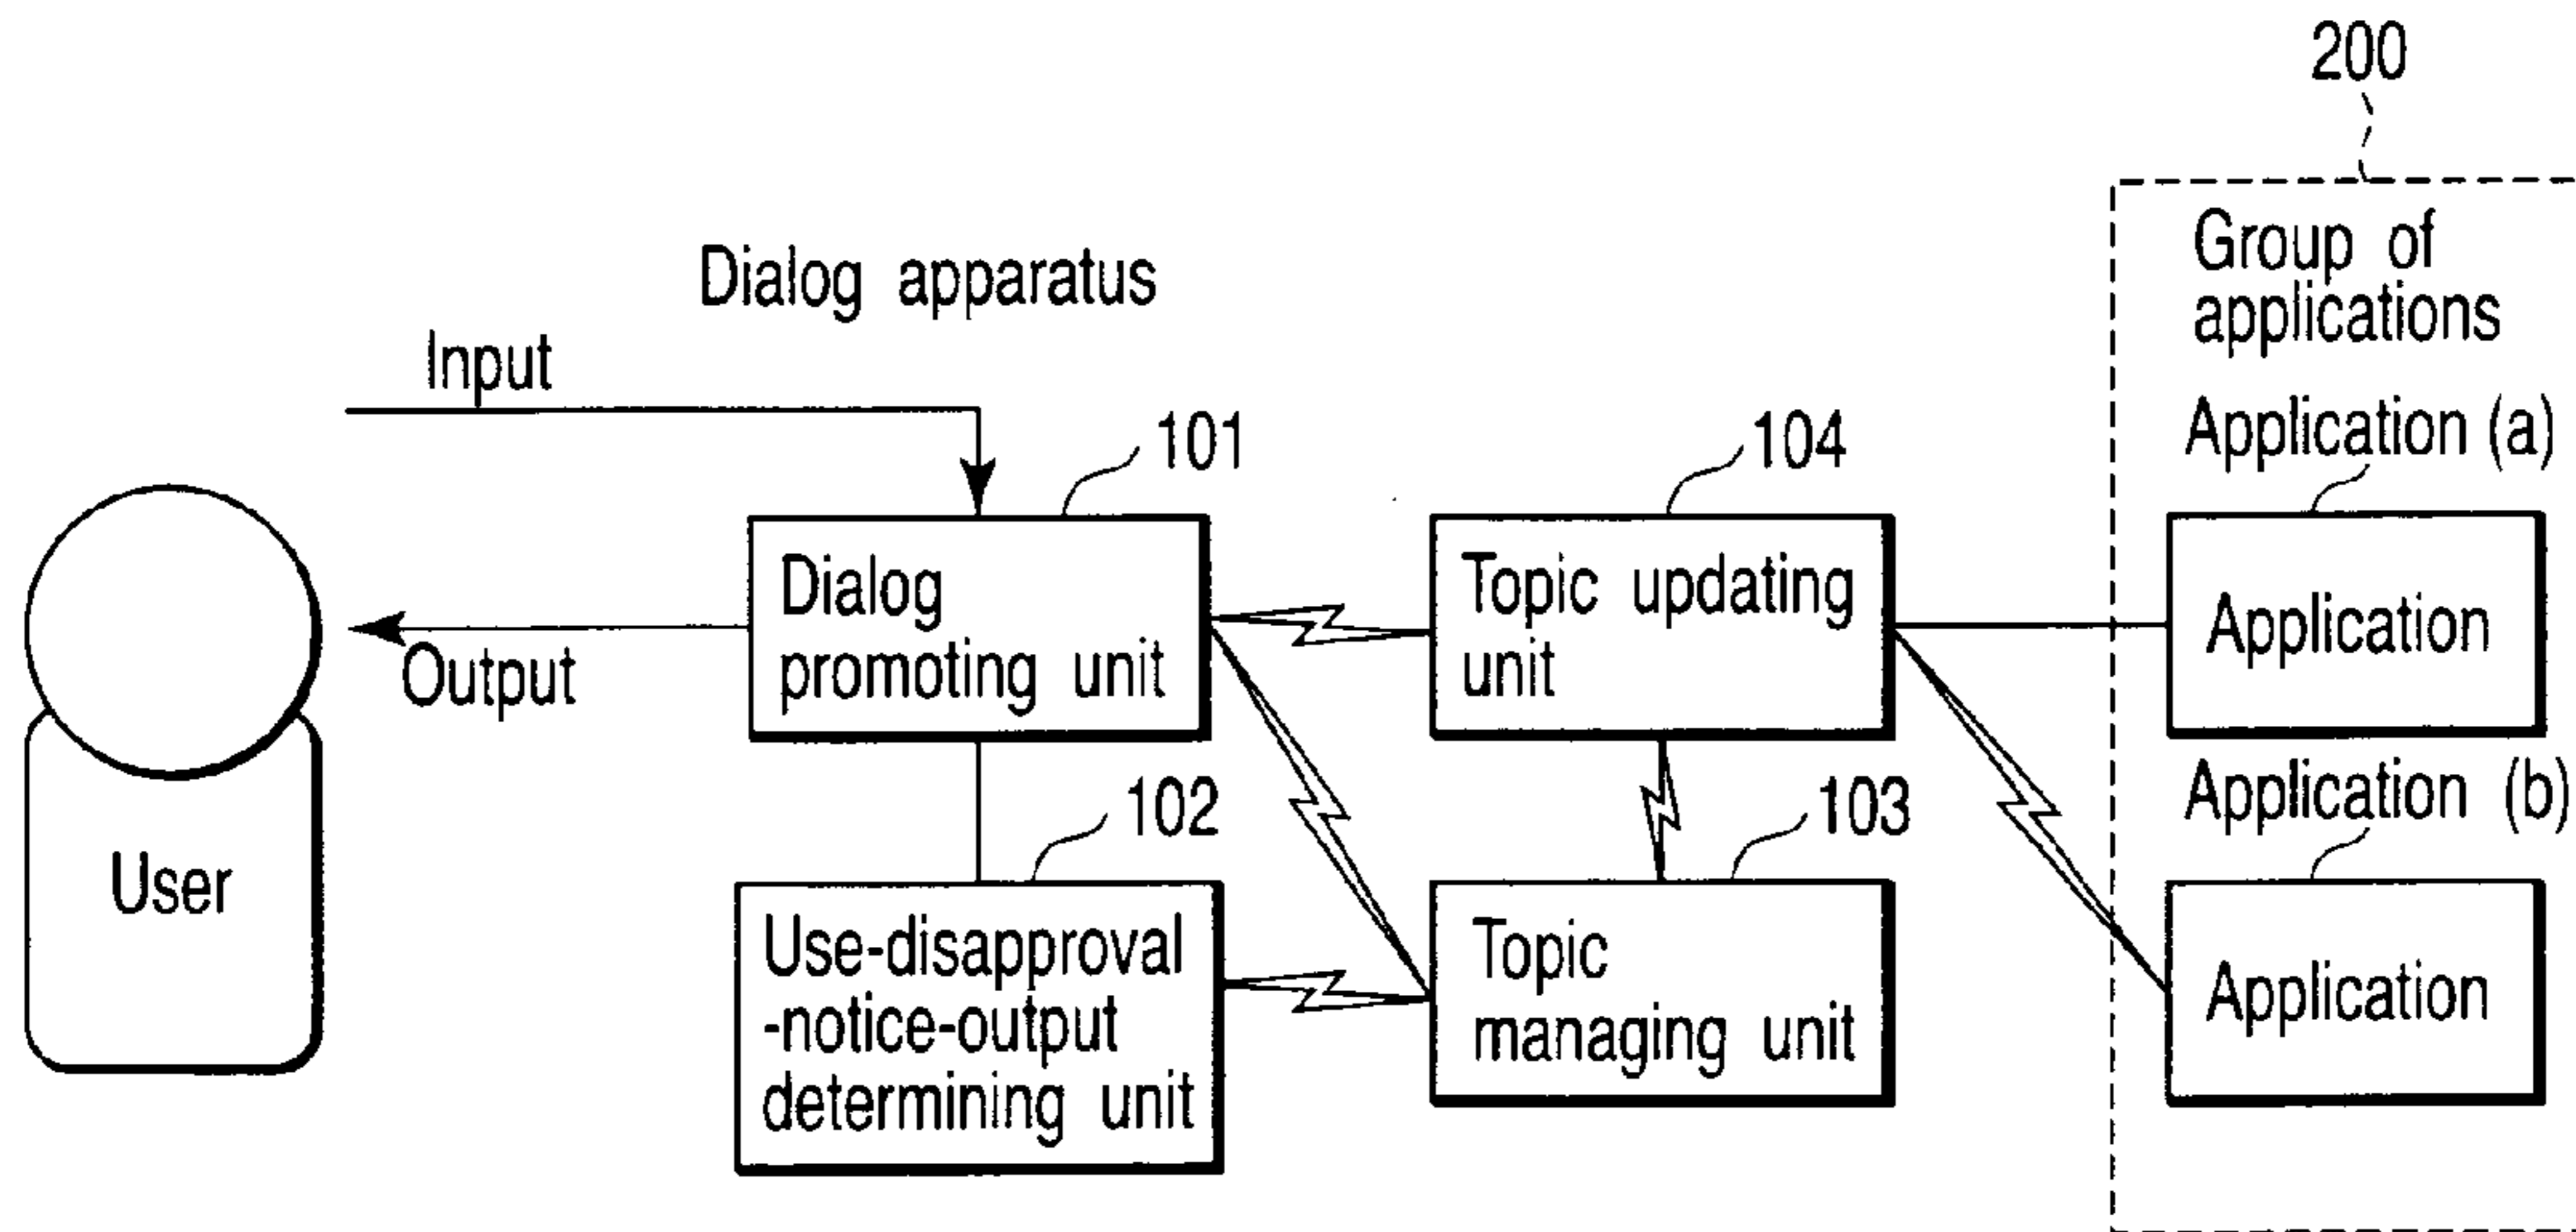 200
Group of
applications
Dialog apparatus
Input
Application (a)
101
104
Dialog
promoting unit
Topic updating
unit
Application
Output
Application (b)
102
103
User
Use-disapproval
-notice-output
determining unit
Topic
managing unit
Application